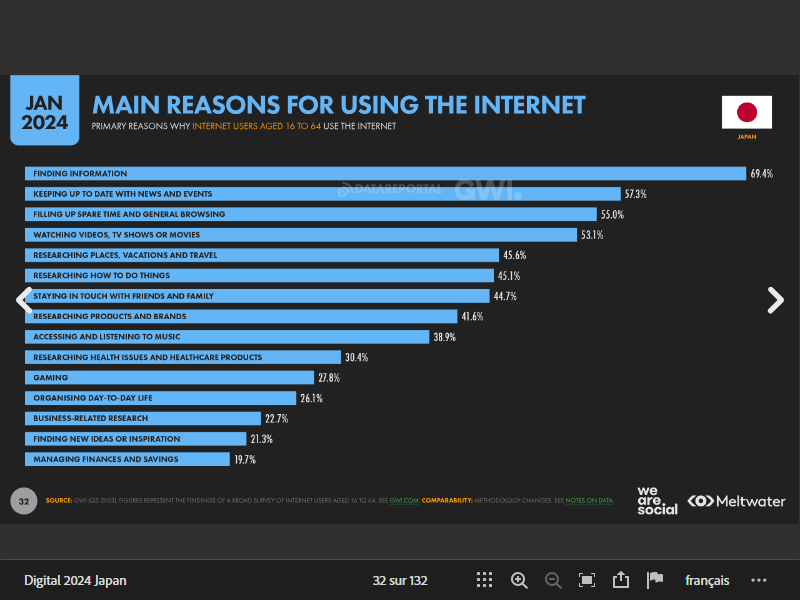 JAN
2024
MAIN REASONS FOR USING THE INTERNET
PRIMARY REASONS WHY INTERNET USERS AGED 16 TO 64 USE THE INTERNET
JAPAN
DATAREPORTAL GWI.
FINDING INFORMATION 69.4%
KEEPING UP TO DATE WITH NEWS AND EVENTS 57.3%
FILLING UP SPARE TIME AND GENERAL BROWSING 55.0%
WATCHING VIDEOS, TV SHOWS OR MOVIES 53.1%
RESEARCHING PLACES, VACATIONS AND TRAVEL 45.6%
RESEARCHING HOW TO DO THINGS 45.1%
STAYING IN TOUCH WITH FRIENDS AND FAMILY 44.7%
RESEARCHING PRODUCTS AND BRANDS 41.6%
ACCESSING AND LISTENING TO MUSIC 38.9%
RESEARCHING HEALTH ISSUES AND HEALTHCARE PRODUCTS 30.4%
GAMING 27.8%
ORGANISING DAY-TO-DAY LIFE 26.1%
BUSINESS-RELATED RESEARCH 22.7%
FINDING NEW IDEAS OR INSPIRATION 21.3%
MANAGING FINANCES AND SAVINGS 19.7%
32
SOURCE: GWI (Q3 2023). FIGURES REPRESENT THE FINDINGS OF A BROAD SURVEY OF INTERNET USERS AGED 16 TO 64. SEE GWI.COM. COMPARABILITY: METHODOLOGY CHANGES. SEE NOTES ON DATA.
we
are.
social
Meltwater
Digital 2024 Japan
32 sur 132
français